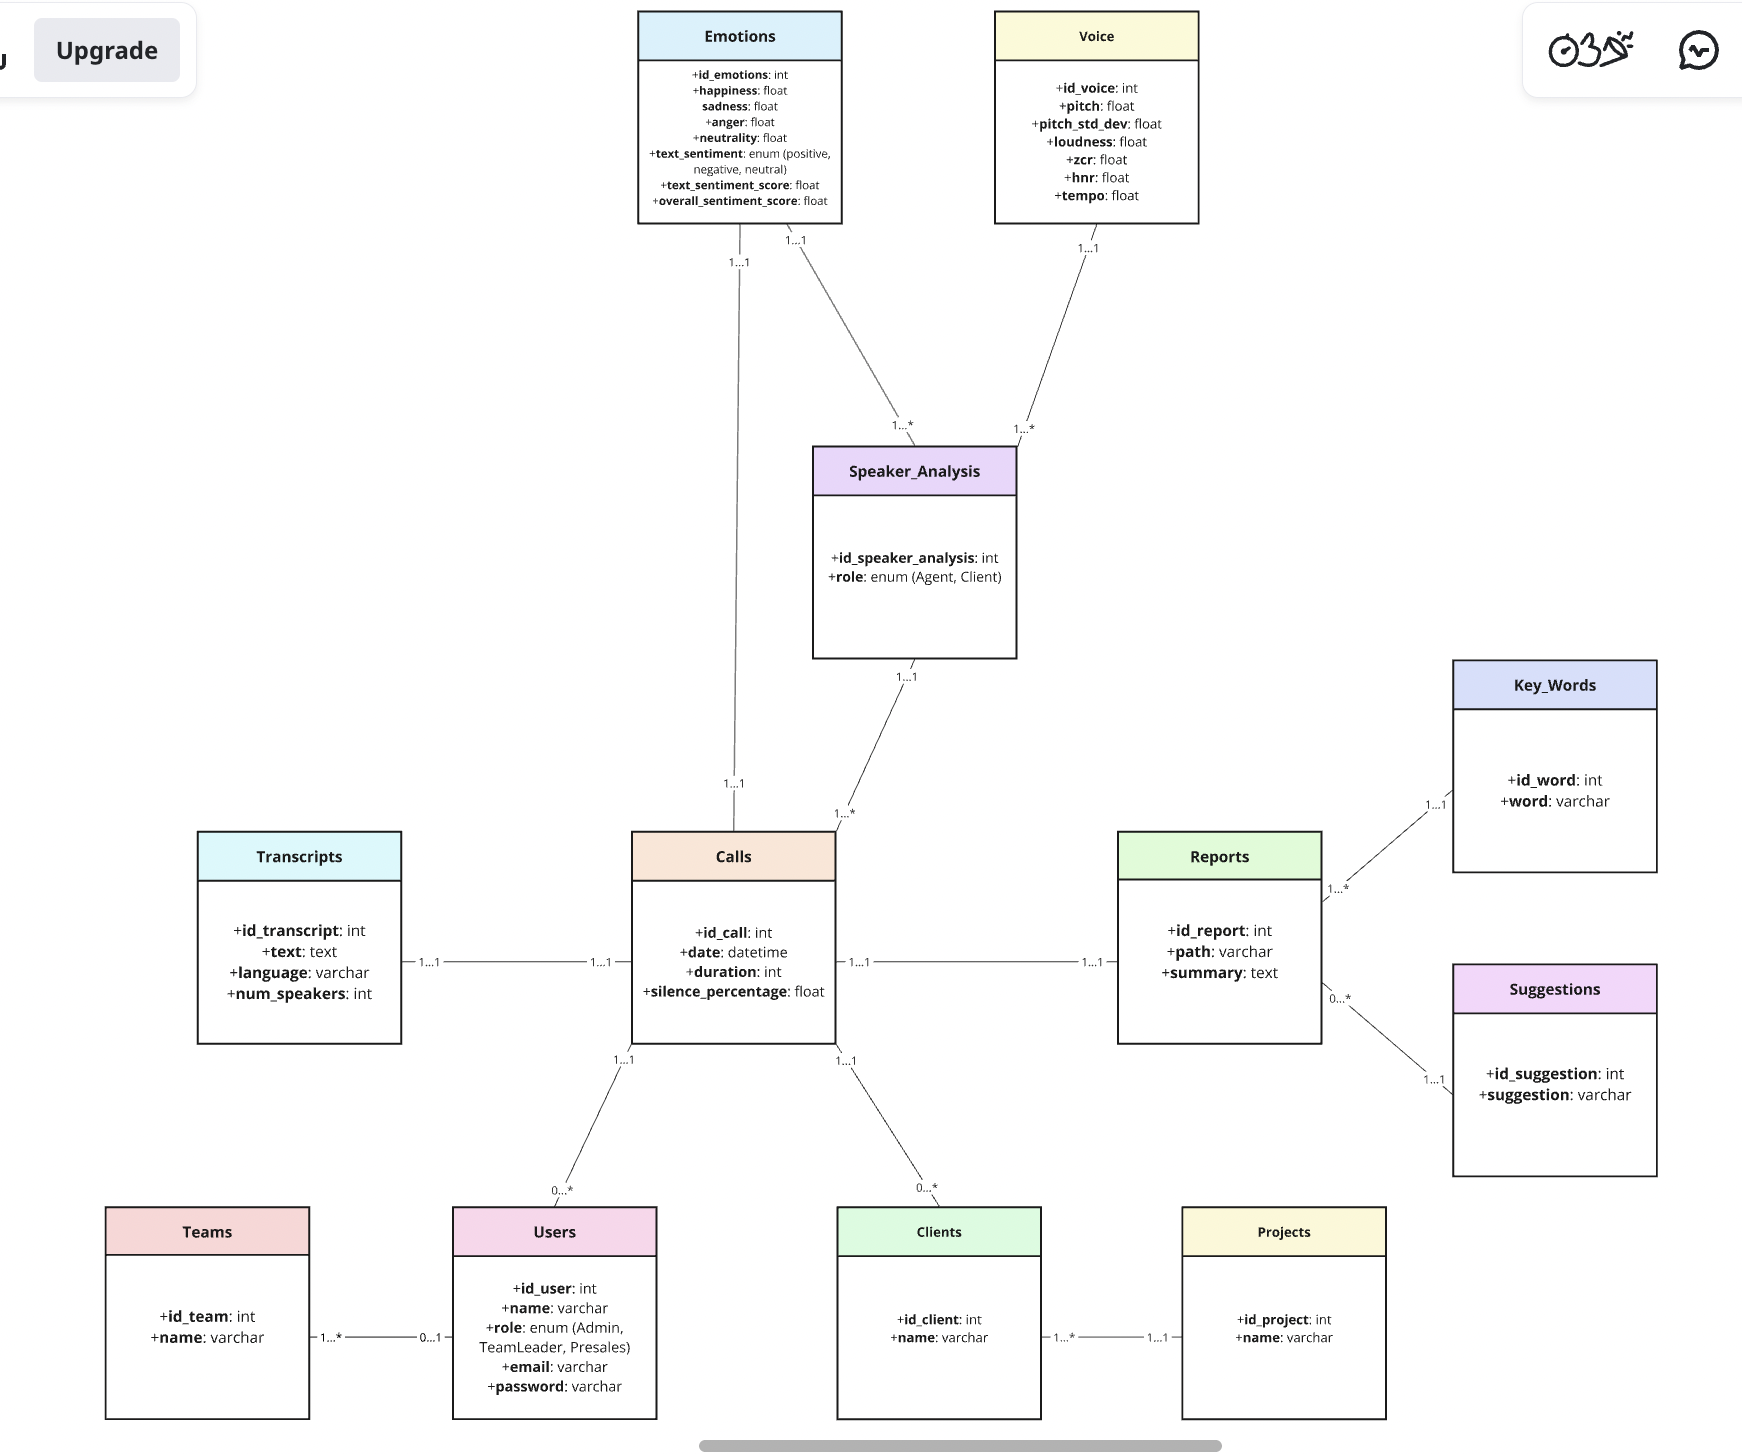 Upgrade
Emotions
+id_emotions: int
+happiness: float
sadness: float
+anger: float
+neutrality: float
+text_sentiment: enum (positive,
negative, neutral)
+text_sentiment_score: float
+overall_sentiment_score: float
Voice
+id_voice: int
+pitch: float
+pitch_std_dev: float
+loudness: float
+zcr: float
+hnr: float
+tempo: float
1...1
1...1
1...1
1...*
1...*
Speaker_Analysis
+id_speaker_analysis: int
+role: enum (Agent, Client)
1...1
1...1
1...*
Key_Words
+id_word: int
+word: varchar
1...1
1...*
Transcripts
+id_transcript: int
+text: text
+language: varchar
+num_speakers: int
1...1
1...1
Calls
+id_call: int
+date: datetime
+duration: int
+silence_percentage: float
1...1
1...1
Reports
+id_report: int
+path: varchar
+summary: text
0...*
1...1
Suggestions
+id_suggestion: int
+suggestion: varchar
1...1
1...1
0...*
0...*
Teams
+id_team: int
+name: varchar
1...*
0...1
Users
+id_user: int
+name: varchar
+role: enum (Admin,
TeamLeader, Presales)
+email: varchar
+password: varchar
Clients
+id_client: int
+name: varchar
1...*
1...1
Projects
+id_project: int
+name: varchar